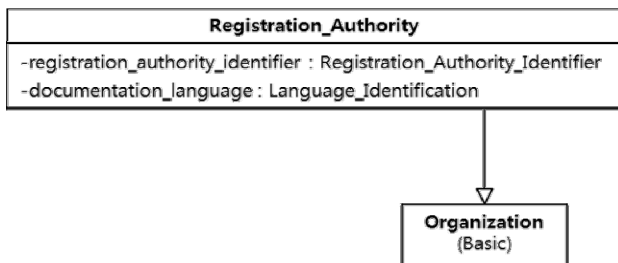 Registration_Authority
-registration_authority_identifier : Registration_Authority_Identifier
-documentation_language : Language_Identification
Organization
(Basic)